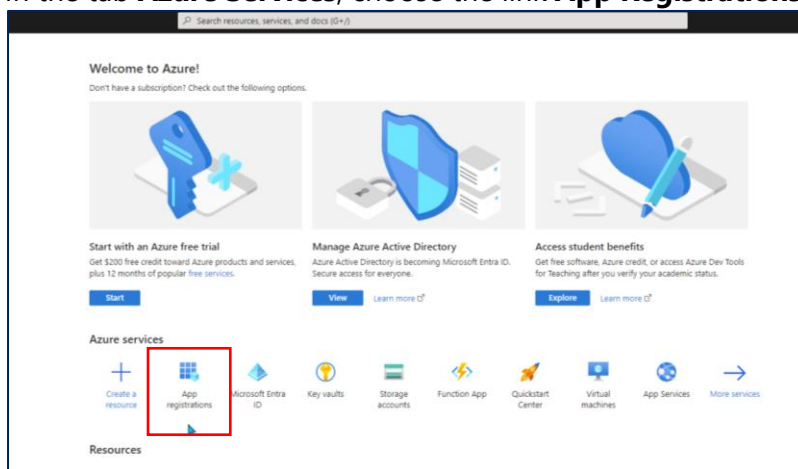 In the tab Azure Services, choose the link App Registrations
Search resources, services, and docs (G+/)
Welcome to Azure!
Don't have a subscription? Check out the following options.
Start with an Azure free trial
Get $200 free credit toward Azure products and services,
plus 12 months of popular free services.
Start
Manage Azure Active Directory
Azure Active Directory is becoming Microsoft Entra ID.
Secure access for everyone.
View Learn more
Access student benefits
Get free software, Azure credit, or access Azure Dev Tools
for Teaching after you verify your academic status.
Explore Learn more
Azure services
Create a
resource
App
registrations
Microsoft Entra
ID
Key vaults
Storage
accounts
Function App
Quickstart
Center
Virtual
machines
App Services
More services
Resources